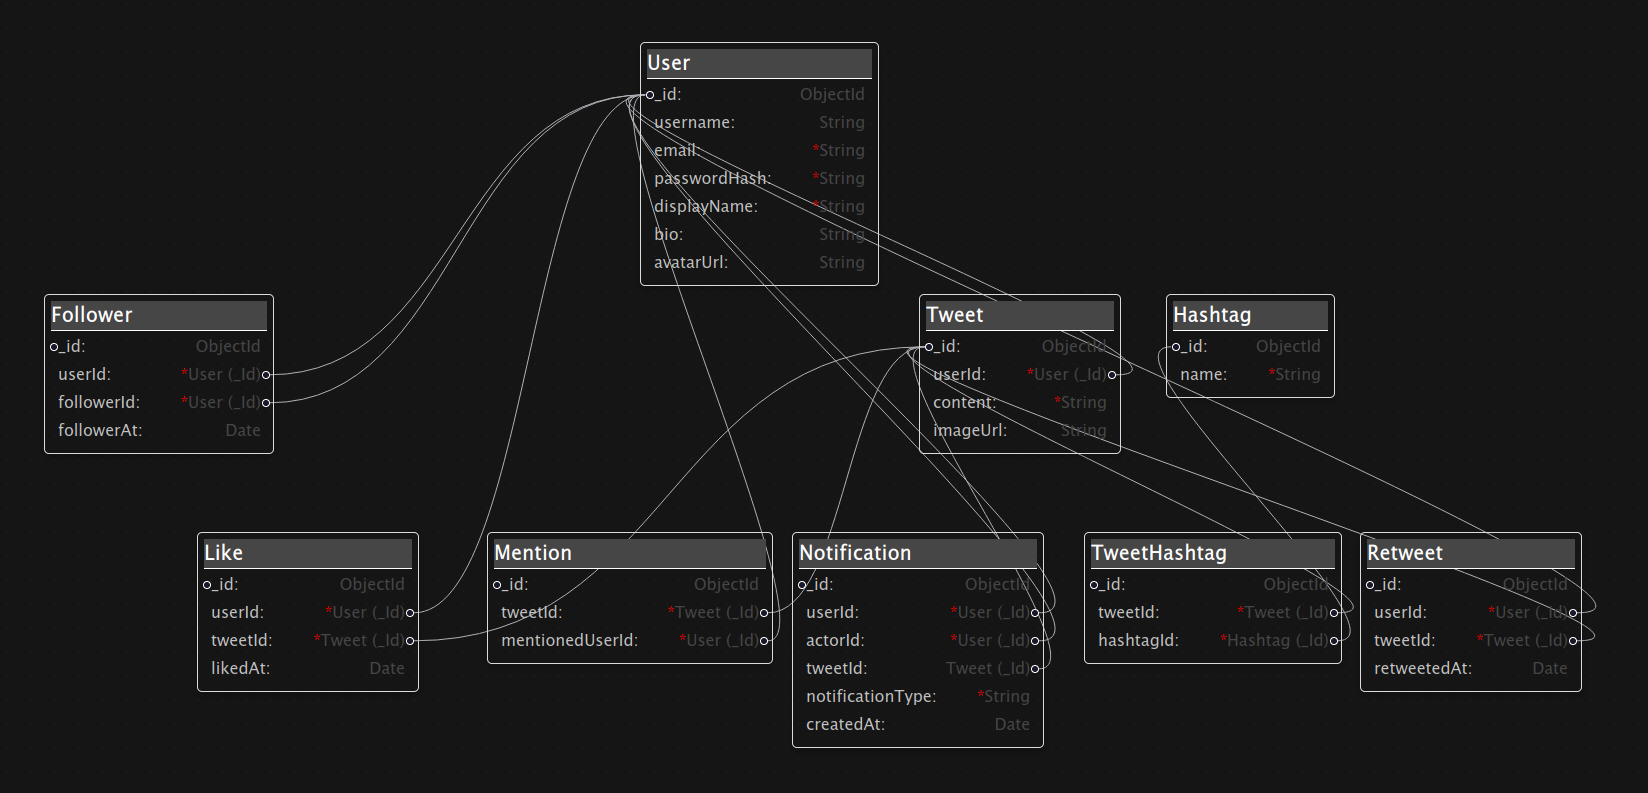 User
_id: ObjectId
username: String
email: *String
passwordHash: *String
displayName: *String
bio: String
avatarUrl: String
Follower
_id: ObjectId
userId: *User (_Id)
followerId: *User (_Id)
followerAt: Date
Tweet
_id: ObjectId
userId: *User (_Id)
content: *String
imageUrl: String
Hashtag
_id: ObjectId
name: *String
Like
_id: ObjectId
userId: *User (_Id)
tweetId: *Tweet (_Id)
likedAt: Date
Mention
_id: ObjectId
tweetId: *Tweet (_Id)
mentionedUserId: *User (_Id)
Notification
_id: ObjectId
userId: *User (_Id)
actorId: *User (_Id)
tweetId: Tweet (_Id)
notificationType: *String
createdAt: Date
TweetHashtag
_id: ObjectId
tweetId: *Tweet (_Id)
hashtagId: *Hashtag (_Id)
Retweet
_id: ObjectId
userId: *User (_Id)
tweetId: *Tweet (_Id)
retweetedAt: Date